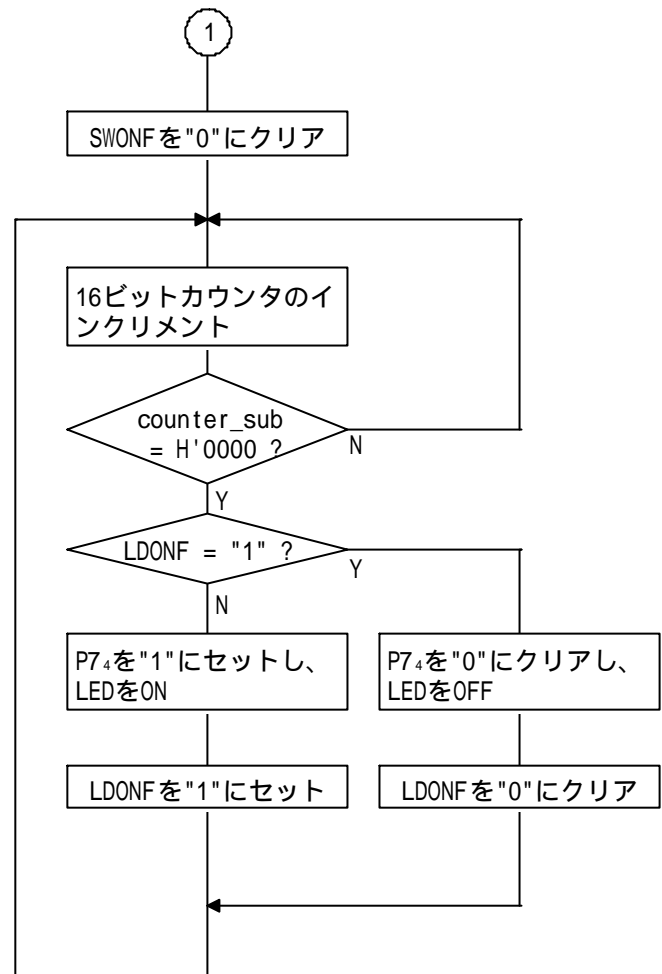 1
SWONFを"0"にクリア
16ビットカウンタのイ
ンクリメント
counter_sub
= H'0000 ?
N
Y
LDONF = "1" ?
Y
N
P7₄を"1"にセットし、
LEDをON
P7₄を"0"にクリアし、
LEDをOFF
LDONFを"1"にセット
LDONFを"0"にクリア